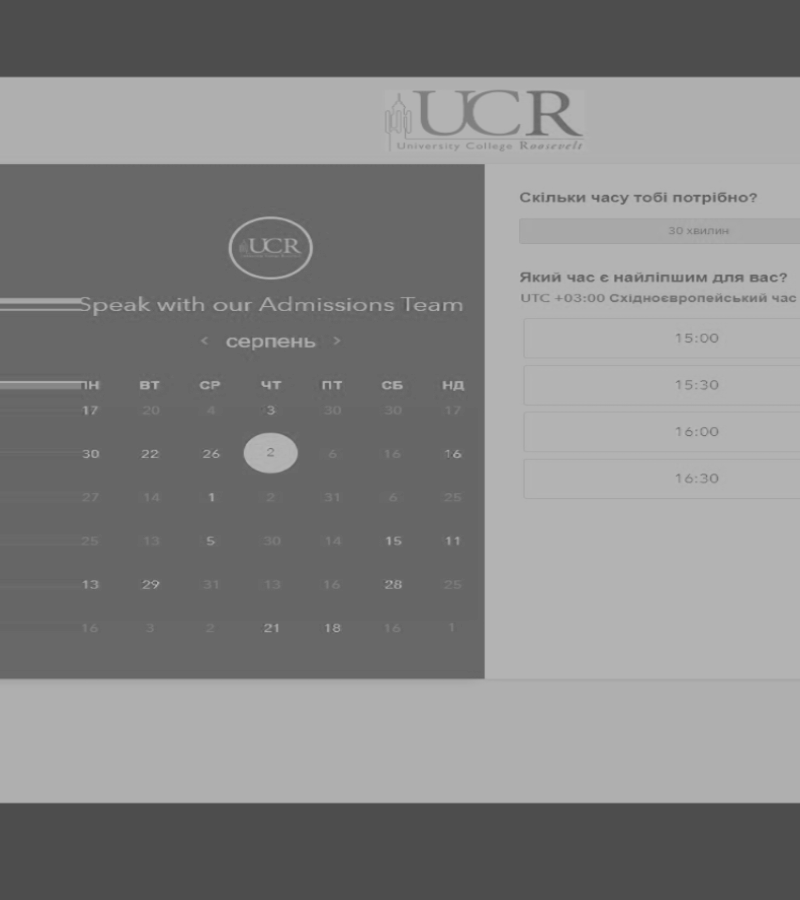 UCR
University College Roosevelt
UCR
Speak with our Admissions Team
< серпень >
ПН ВТ СР ЧТ ПТ СБ НД
17 20 4 3 30 30 17
30 22 26 2 6 16 16
27 14 1 2 31 6 25
25 13 5 30 14 15 11
13 29 31 13 16 28 25
16 3 2 21 18 16 1
Скільки часу тобі потрібно?
30 хвилин
Який час є найліпшим для вас?
UTC +03:00 Східноєвропейський час
15:00
15:30
16:00
16:30